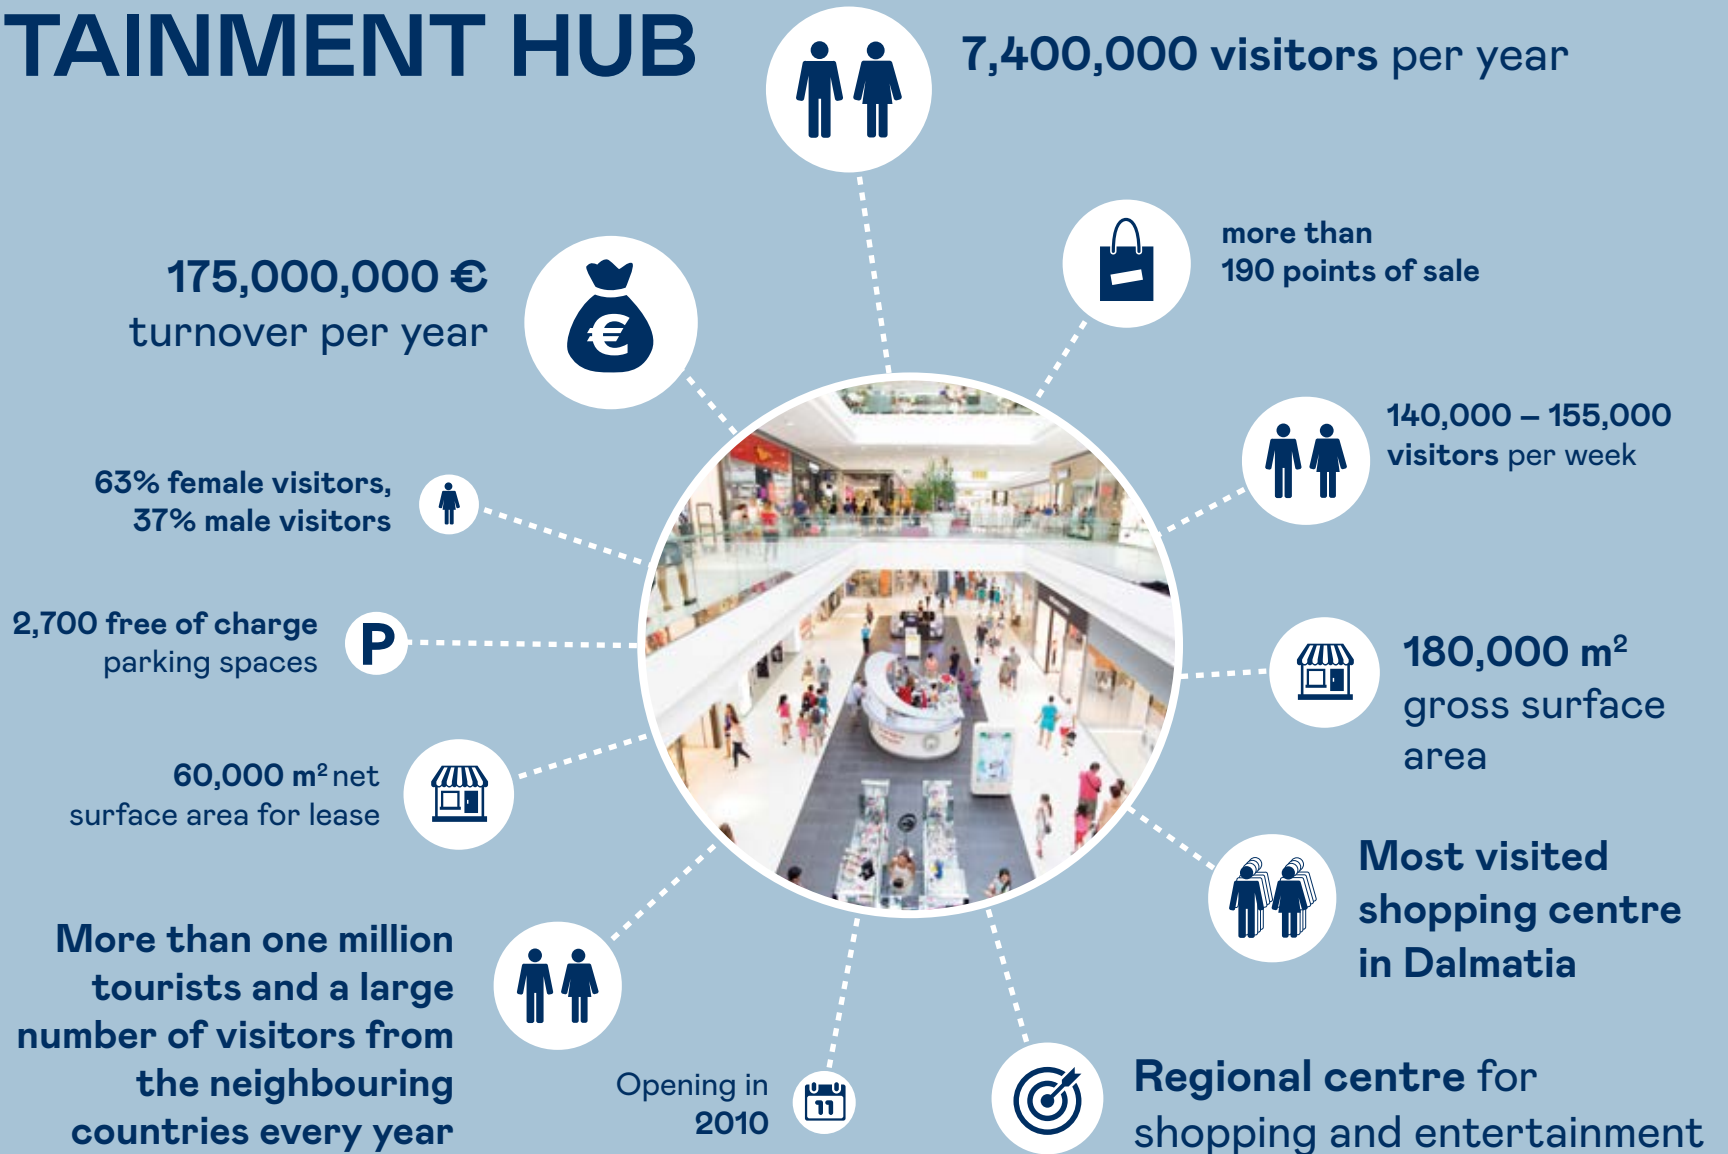 TAINMENT HUB
7,400,000 visitors per year
more than
190 points of sale
175,000,000 €
turnover per year
€
140,000 – 155,000
visitors per week
63% female visitors,
37% male visitors
2,700 free of charge
parking spaces
P
180,000 m²
gross surface
area
60,000 m² net
surface area for lease
Most visited
shopping centre
in Dalmatia
More than one million
tourists and a large
number of visitors from
the neighbouring
countries every year
Opening in
2010
11
Regional centre for
shopping and entertainment